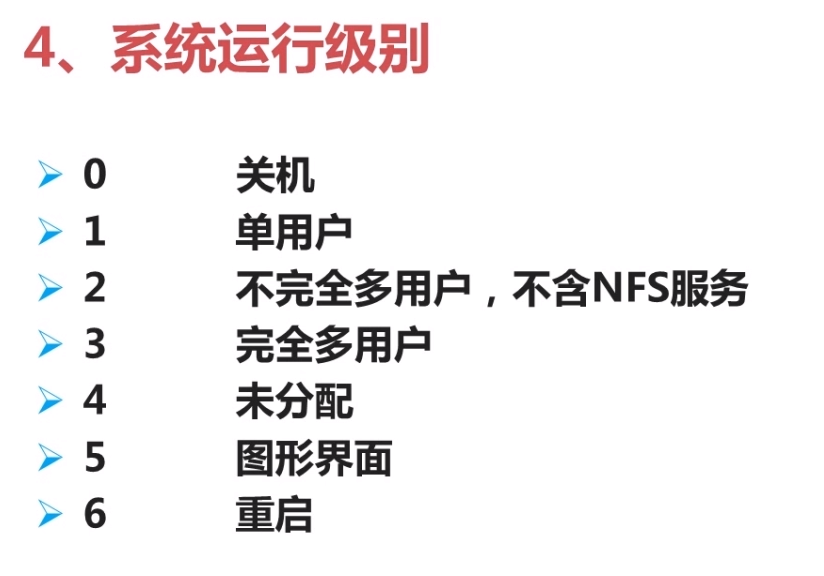 4、系统运行级别
0 关机
1 单用户
2 不完全多用户，不含NFS服务
3 完全多用户
4 未分配
5 图形界面
6 重启